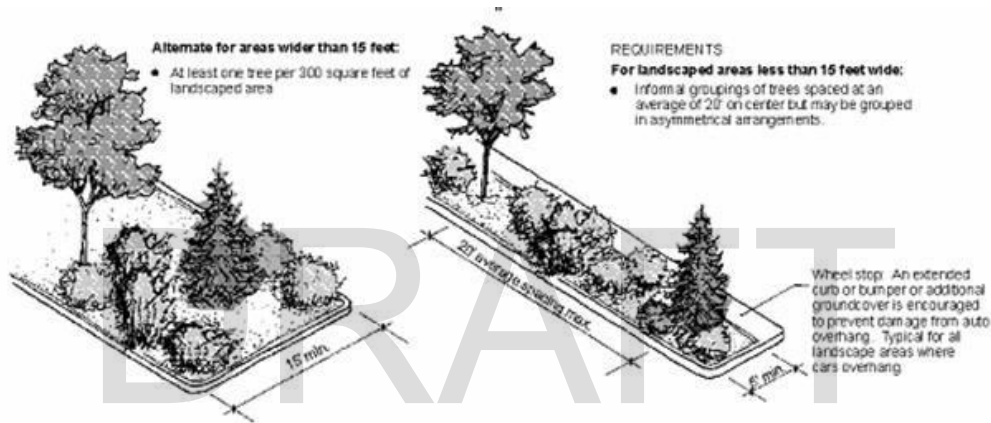 Alternate for areas wider than 15 feet:
• At least one tree per 300 square feet of
landscaped area
REQUIREMENTS
For landscaped areas less than 15 feet wide:
• Informal groupings of trees spaced at an
average of 20' on center but may be grouped
in asymmetrical arrangements.
15' min.
20' average spacing max.
5' min.
Wheel stop: An extended
curb or bumper or additional
groundcover is encouraged
to prevent damage from auto
overhang. Typical for all
landscape areas where
cars overhang.
DRAFT